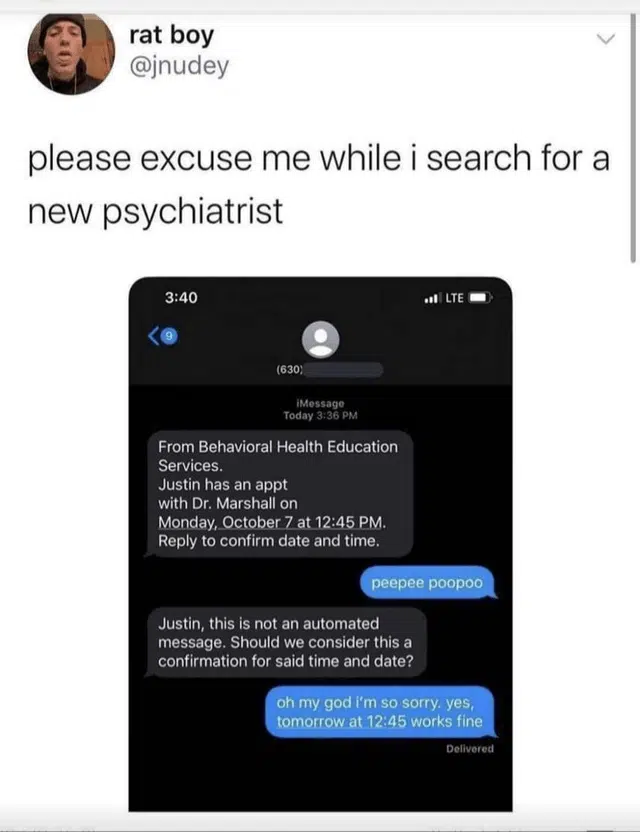 rat boy
@jnudey
please excuse me while i search for a
new psychiatrist
3:40
LTE
9
(630)
iMessage
Today 3:36 PM
From Behavioral Health Education
Services.
Justin has an appt
with Dr. Marshall on
Monday, October 7 at 12:45 PM.
Reply to confirm date and time.
peepee poopoo
Justin, this is not an automated
message. Should we consider this a
confirmation for said time and date?
oh my god i'm so sorry. yes,
tomorrow at 12:45 works fine
Delivered